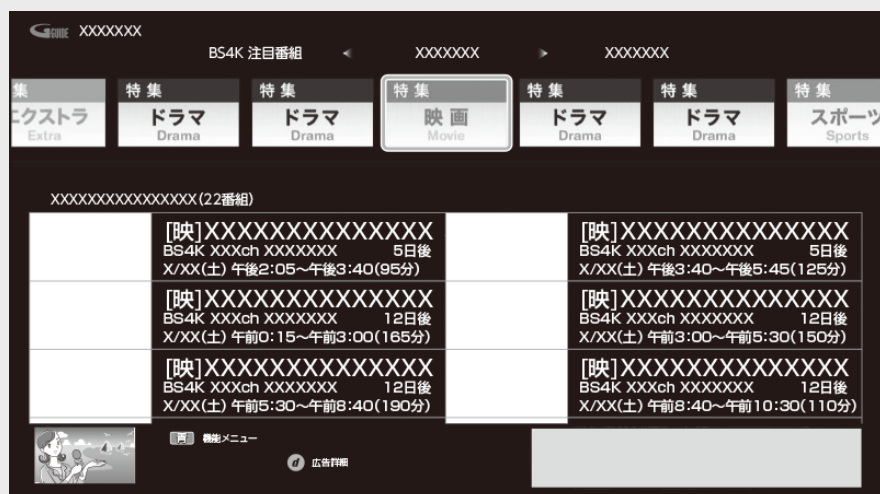 GGUIDE XXXXXXX
BS4K 注目番組 < XXXXXXX > XXXXXXX
集 特集 特集 特集 特集 特集 特集
エクストラ ドラマ ドラマ 映画 ドラマ ドラマ スポーツ
Extra Drama Drama Movie Drama Drama Sports
XXXXXXXXXXXXXXXXX(22番組)
[映]XXXXXXXXXXXXXXX [映]XXXXXXXXXXXXXXX
BS4K XXXch XXXXXXX 5日後 BS4K XXXch XXXXXXX 5日後
X/XX(土) 午後2:05~午後3:40(95分) X/XX(土) 午後3:40~午後5:45(125分)
[映]XXXXXXXXXXXXXXX [映]XXXXXXXXXXXXXXX
BS4K XXXch XXXXXXX 12日後 BS4K XXXch XXXXXXX 12日後
X/XX(土) 午前0:15~午前3:00(165分) X/XX(土) 午前3:00~午前5:30(150分)
[映]XXXXXXXXXXXXXXX [映]XXXXXXXXXXXXXXX
BS4K XXXch XXXXXXX 12日後 BS4K XXXch XXXXXXX 12日後
X/XX(土) 午前5:30~午前8:40(190分) X/XX(土) 午前8:40~午前10:30(110分)
画 機能メニュー
d 広告詳細